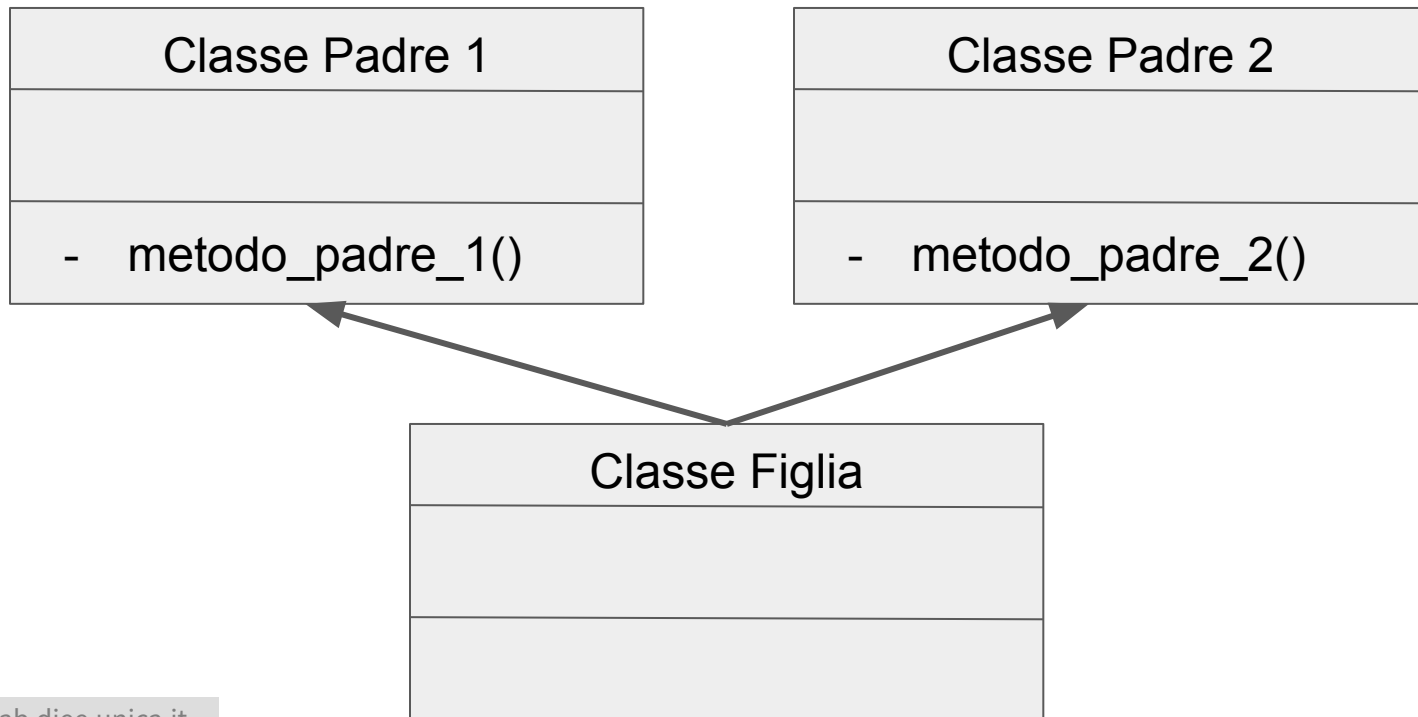 Classe Padre 1
Classe Padre 2
- metodo_padre_1()
- metodo_padre_2()
Classe Figlia